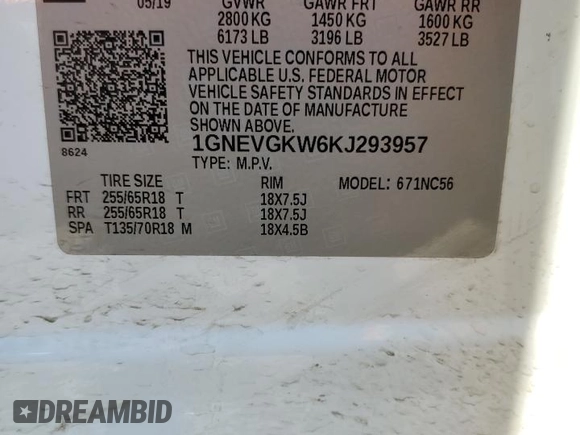 05/19 GVWR GAWR FRT GAWR RR
2800 KG 1450 KG 1600 KG
6173 LB 3196 LB 3527 LB
THIS VEHICLE CONFORMS TO ALL
APPLICABLE U.S. FEDERAL MOTOR
VEHICLE SAFETY STANDARDS IN EFFECT
ON THE DATE OF MANUFACTURE
SHOWN ABOVE.
8624 1GNEVGKW6KJ293957
TYPE: M.P.V.
TIRE SIZE RIM MODEL: 671NC56
FRT 255/65R18 T 18X7.5J
RR 255/65R18 T 18X7.5J
SPA T135/70R18 M 18X4.5B
DREAMBID